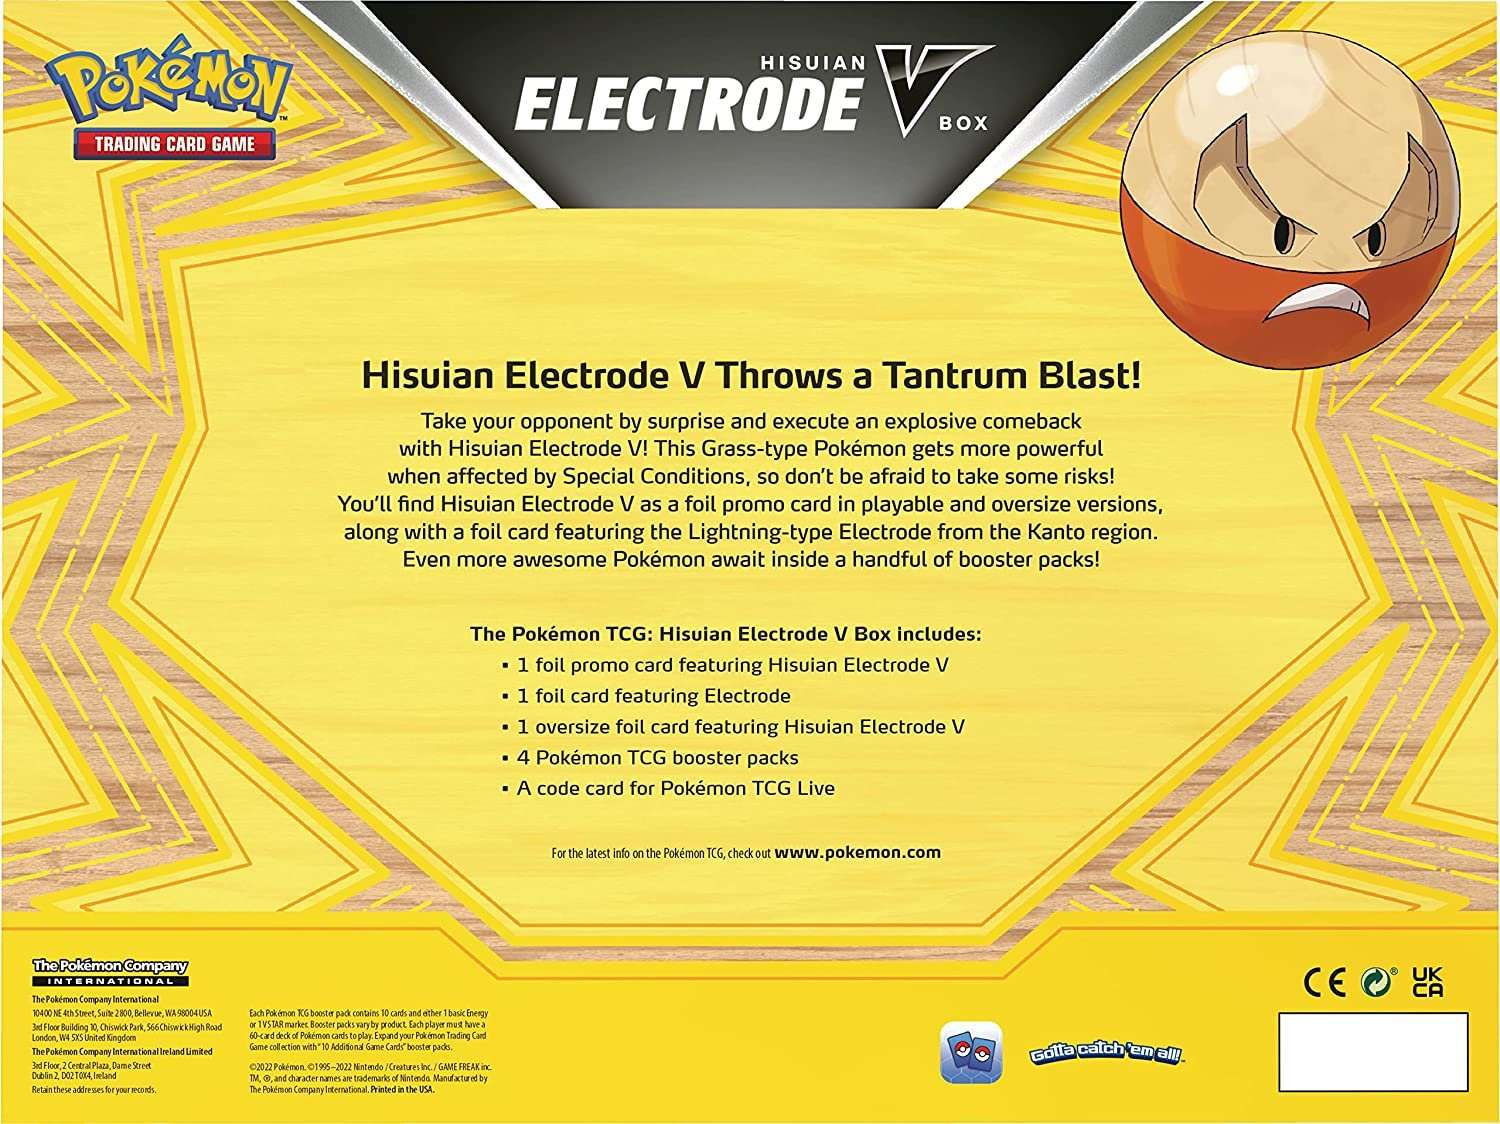 POKéMON
™
TRADING CARD GAME
HISUIAN
ELECTRODE V
BOX
Hisuian Electrode V Throws a Tantrum Blast!
Take your opponent by surprise and execute an explosive comeback
with Hisuian Electrode V! This Grass-type Pokémon gets more powerful
when affected by Special Conditions, so don't be afraid to take some risks!
You'll find Hisuian Electrode V as a foil promo card in playable and oversize versions,
along with a foil card featuring the Lightning-type Electrode from the Kanto region.
Even more awesome Pokémon await inside a handful of booster packs!
The Pokémon TCG: Hisuian Electrode V Box includes:
▪ 1 foil promo card featuring Hisuian Electrode V
▪ 1 foil card featuring Electrode
▪ 1 oversize foil card featuring Hisuian Electrode V
▪ 4 Pokémon TCG booster packs
▪ A code card for Pokémon TCG Live
For the latest info on the Pokémon TCG, check out www.pokemon.com
The Pokémon Company
INTERNATIONAL
The Pokémon Company International
10400 NE 4th Street, Suite 2800, Bellevue, WA 98004 USA
3rd Floor Building 10, Chiswick Park, 566 Chiswick High Road
London, W4 5XS United Kingdom
The Pokémon Company International Ireland Limited
3rd Floor, 2 Central Plaza, Dame Street
Dublin 2, D02 T0X4, Ireland
Retain these addresses for your records.
Each Pokémon TCG booster pack contains 10 cards and either 1 basic Energy
or 1 VSTAR marker. Booster packs vary by product. Each player must have a
60-card deck of Pokémon cards to play. Expand your Pokémon Trading Card
Game collection with "10 Additional Game Cards" booster packs.
©2022 Pokémon. ©1995–2022 Nintendo / Creatures Inc. / GAME FREAK inc.
TM, ®, and character names are trademarks of Nintendo. Manufactured by
The Pokémon Company International. Printed in the USA.
Gotta catch 'em all!™
CE ® UK
CA